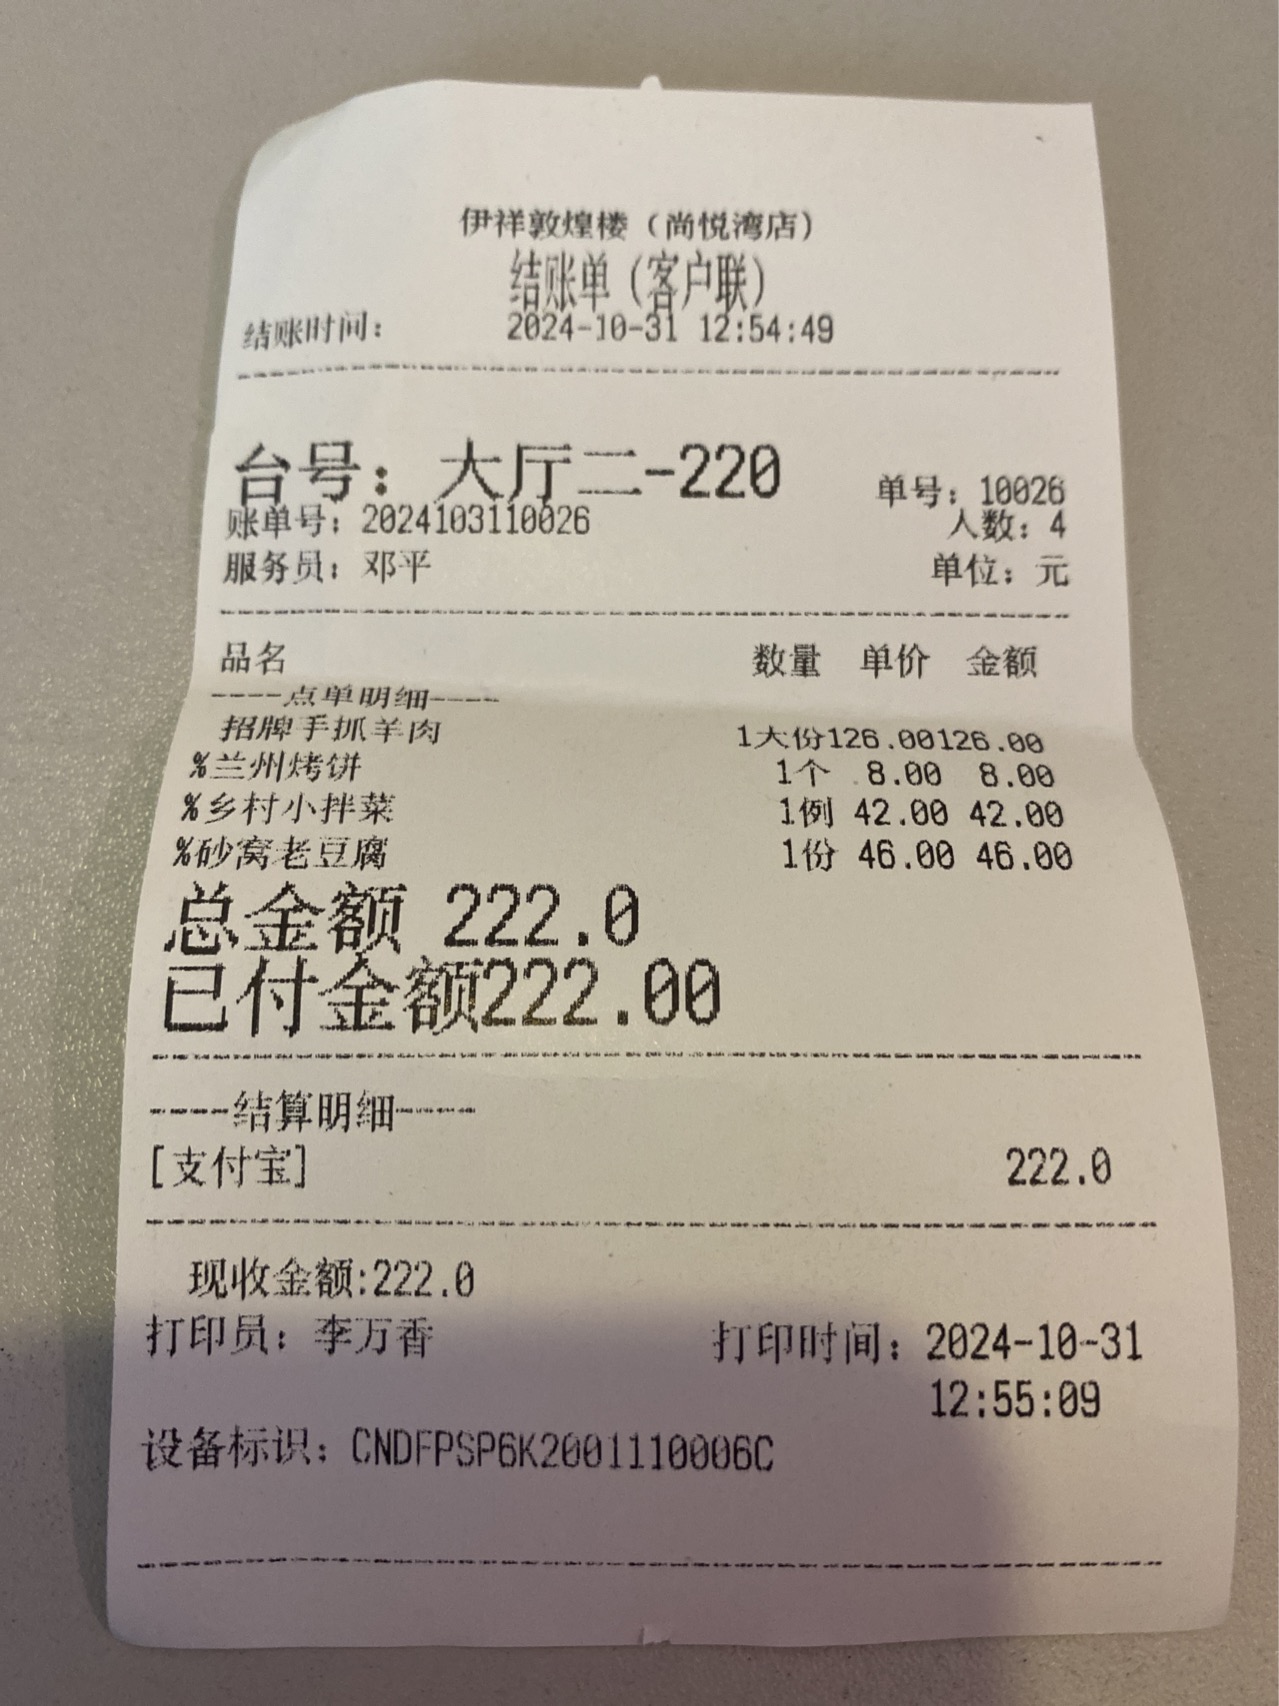 伊祥敦煌楼（尚悦湾店）
结账单（客户联）
结账时间： 2024-10-31 12:54:49
台号：大厅二-220 单号：10026
账单号：2024103110026 人数：4
服务员：邓平 单位：元
品名 数量 单价 金额
----点单明细----
招牌手抓羊肉 1大份126.00126.00
%兰州烤饼 1个 8.00 8.00
%乡村小拌菜 1例 42.00 42.00
%砂窝老豆腐 1份 46.00 46.00
总金额 222.0
已付金额222.00
----结算明细----
[支付宝] 222.0
现收金额:222.0
打印员：李万香 打印时间：2024-10-31
12:55:09
设备标识：CNDFPSP6K2001110006C